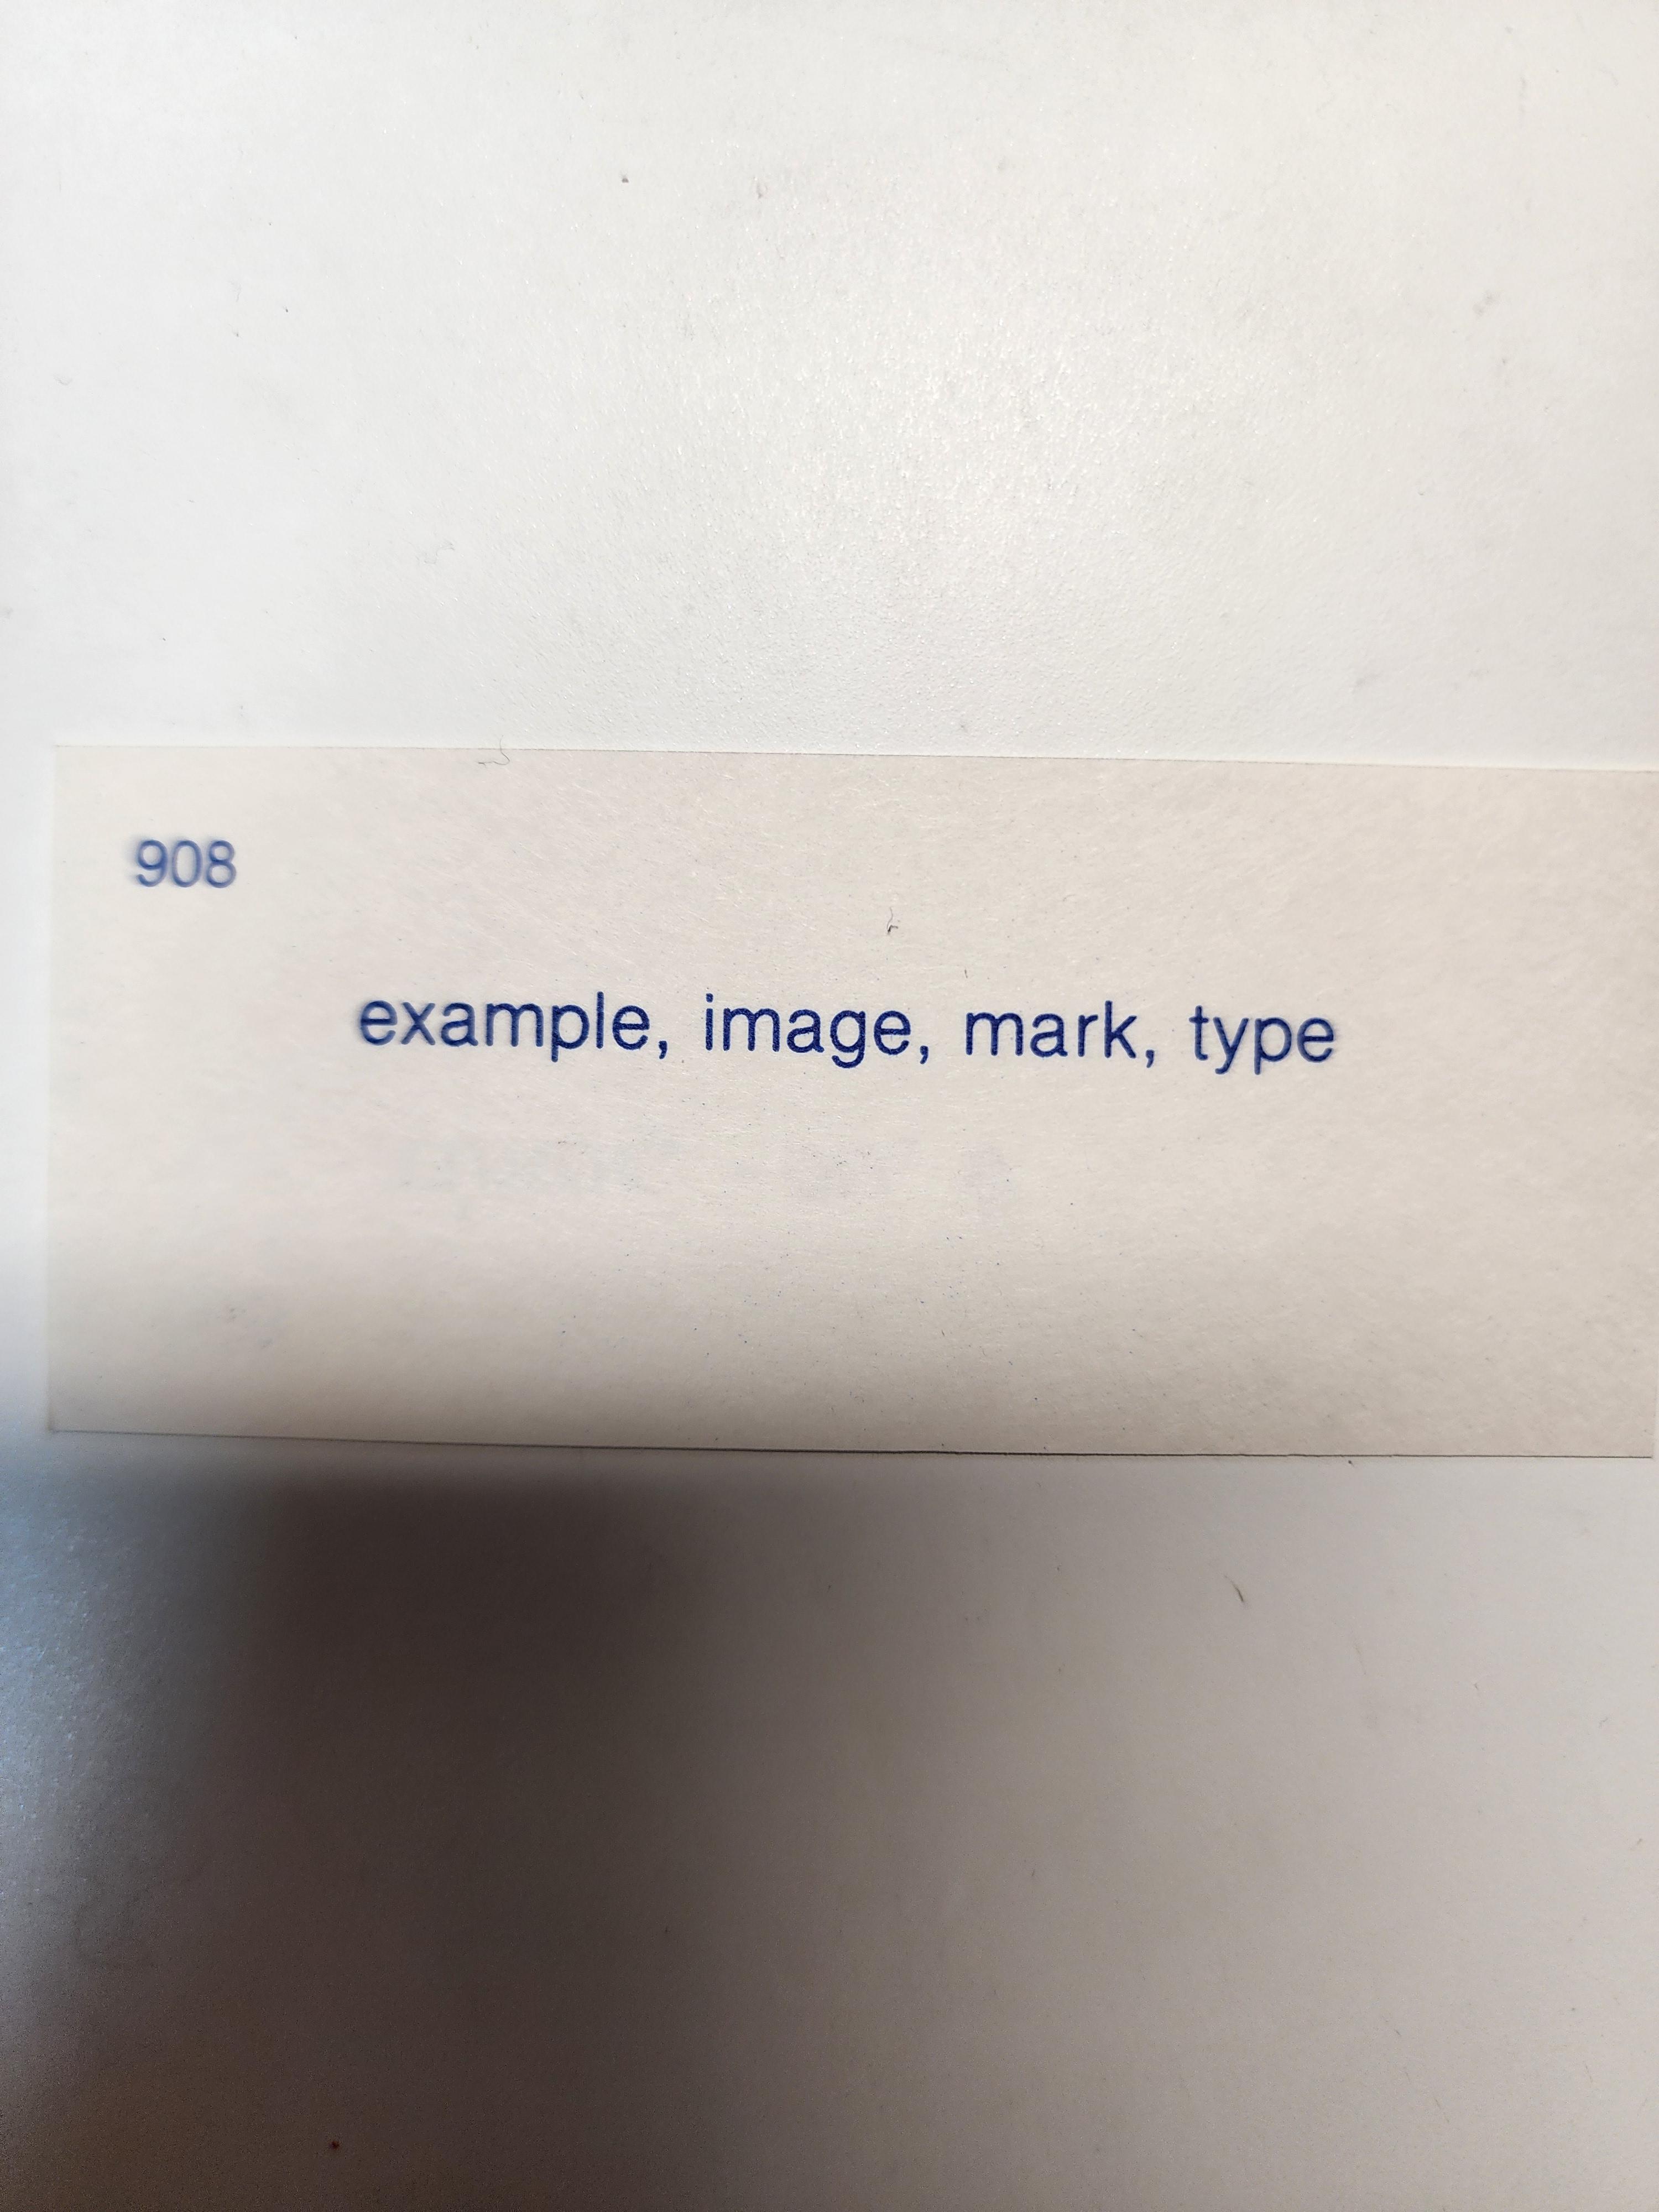 908
example, image, mark, type